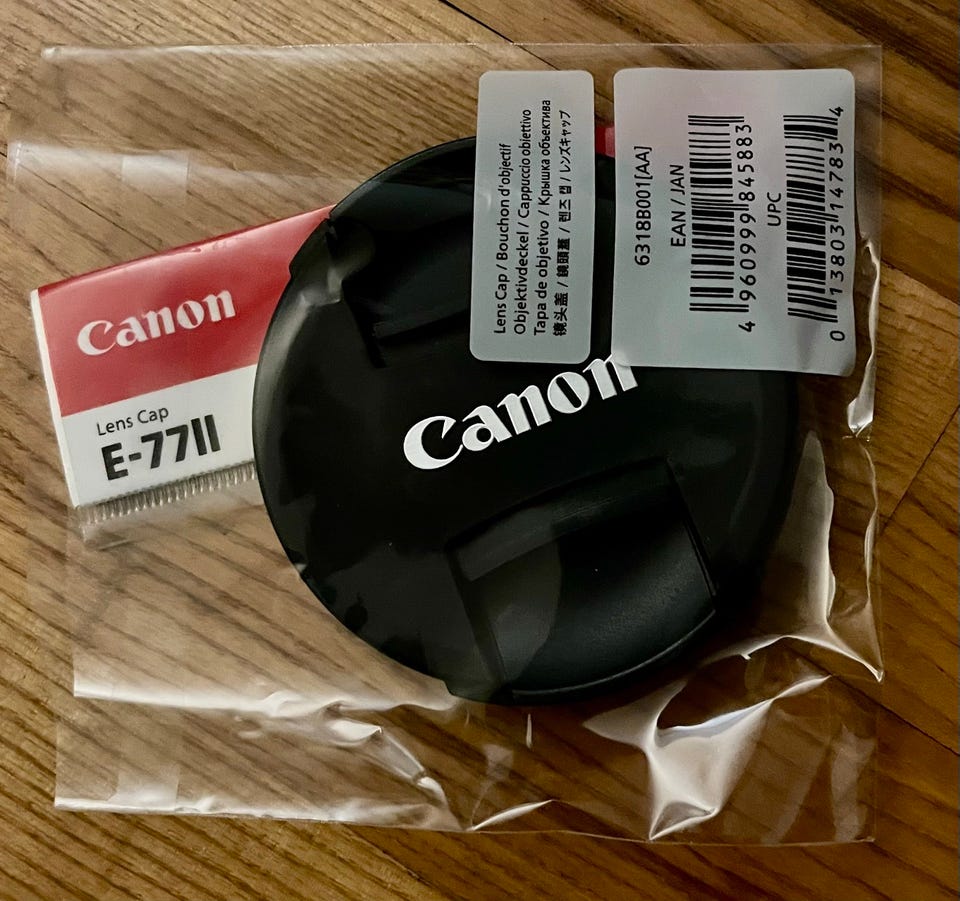 Canon
Lens Cap
E-77II
Canon
Lens Cap / Bouchon d'objectif
Objektivdeckel / Cappuccio obiettivo
Tapa de objetivo / Крышка объектива
镜头盖 / 鏡頭蓋 / 렌즈 캡 / レンズキャップ
6318B001[AA]
EAN / JAN
4 960999 845883
UPC
0 13803 14783 4